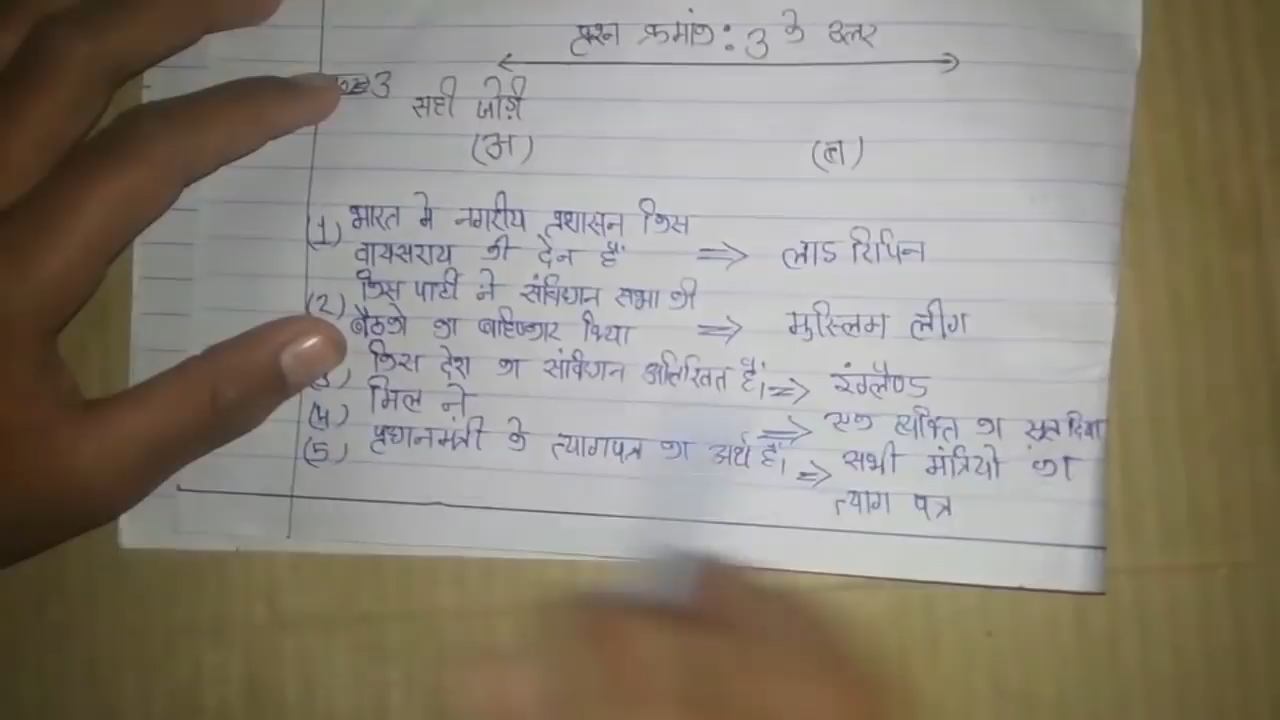 प्रश्न क्रमांक: 3 के उत्तर
3 सही जोड़ी
(अ) (ब)
(1) भारत मे नगरीय प्रशासन किस
वायसराय की देन है ⇒ लाड रिपिन
(2) किस पार्टी ने संविधान सभा की
बैठको का बहिष्कार किया ⇒ मुस्लिम लीग
किस देश का संविधान अलिखित है। ⇒ इंग्लैण्ड
(4) मिल ने ⇒ एक व्यक्ति का सूत्र दिया
(5) प्रधानमंत्री के त्यागपत्र का अर्थ है। ⇒ सभी मंत्रियो का
त्याग पत्र